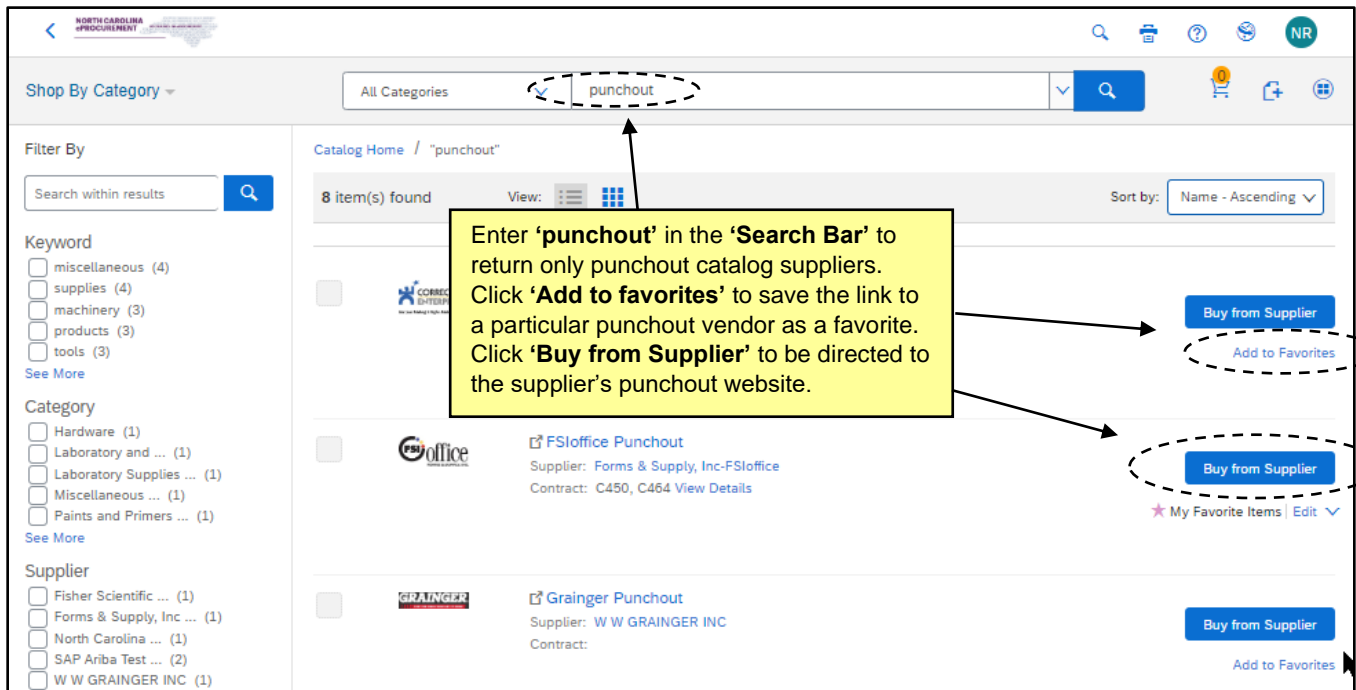 NORTH CAROLINA
ePROCUREMENT
NR
Shop By Category
All Categories
punchout
0
Filter By
Search within results
Catalog Home / "punchout"
8 item(s) found
View:
Sort by:
Name - Ascending
Keyword
miscellaneous (4)
supplies (4)
machinery (3)
products (3)
tools (3)
See More
Category
Hardware (1)
Laboratory and ... (1)
Laboratory Supplies ... (1)
Miscellaneous ... (1)
Paints and Primers ... (1)
See More
Supplier
Fisher Scientific ... (1)
Forms & Supply, Inc ... (1)
North Carolina ... (1)
SAP Ariba Test ... (2)
W W GRAINGER INC (1)
Enter 'punchout' in the 'Search Bar' to
return only punchout catalog suppliers.
Click 'Add to favorites' to save the link to
a particular punchout vendor as a favorite.
Click 'Buy from Supplier' to be directed to
the supplier's punchout website.
Buy from Supplier
Add to Favorites
FSI office
FSIoffice Punchout
Supplier: Forms & Supply, Inc-FSIoffice
Contract: C450, C464 View Details
Buy from Supplier
My Favorite Items | Edit
GRAINGER
Grainger Punchout
Supplier: W W GRAINGER INC
Contract:
Buy from Supplier
Add to Favorites